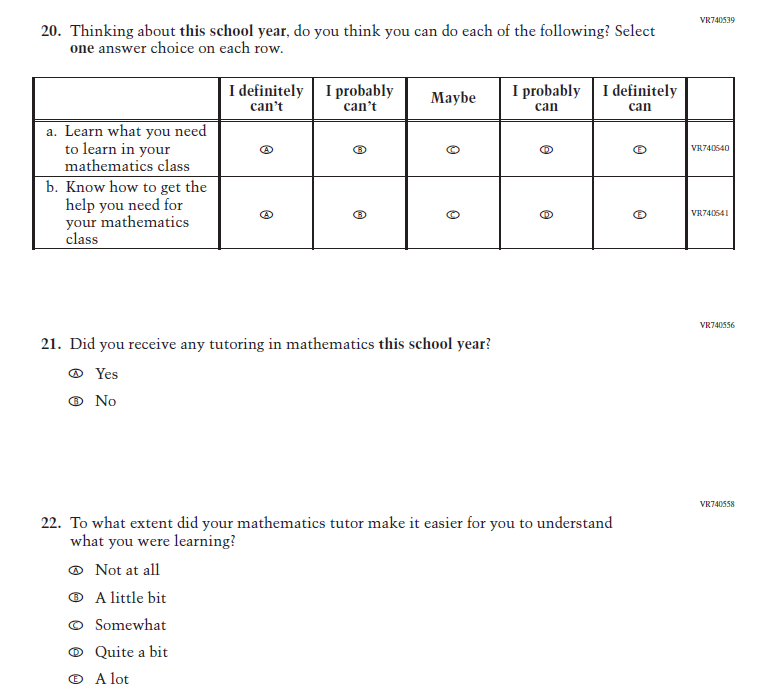 VR740539
20. Thinking about this school year, do you think you can do each of the following? Select
one answer choice on each row.
I definitely can't I probably can't Maybe I probably can I definitely can
a. Learn what you need
to learn in your
mathematics class
A B C D E VR740540
b. Know how to get the
help you need for
your mathematics
class
A B C D E VR740541
VR740556
21. Did you receive any tutoring in mathematics this school year?
A Yes
B No
VR740558
22. To what extent did your mathematics tutor make it easier for you to understand
what you were learning?
A Not at all
B A little bit
C Somewhat
D Quite a bit
E A lot